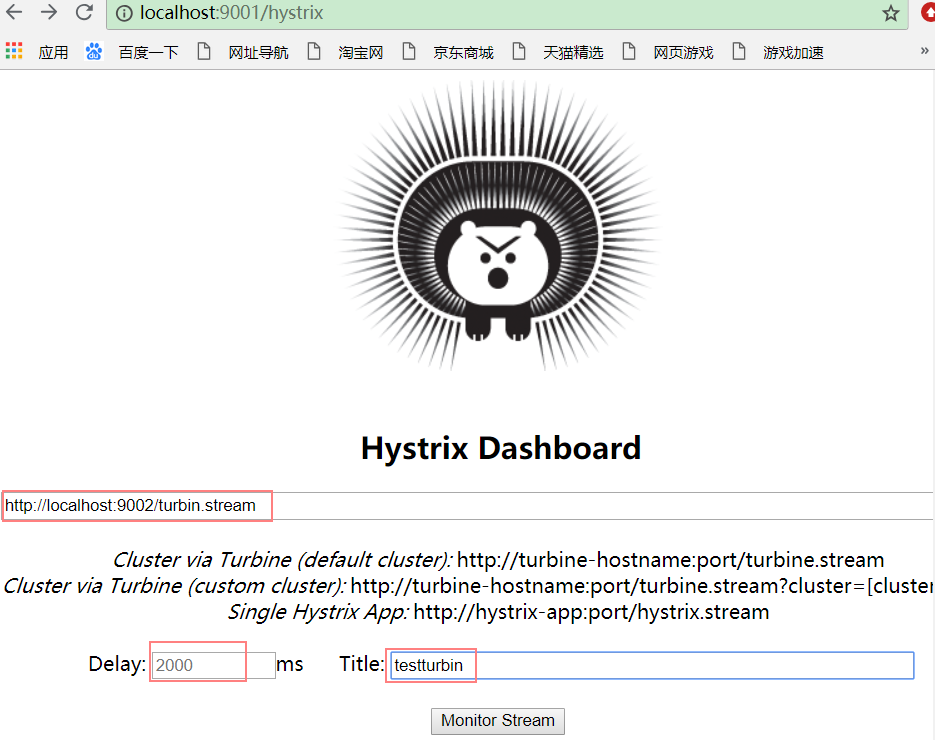 localhost:9001/hystrix
应用 百度一下 网址导航 淘宝网 京东商城 天猫精选 网页游戏 游戏加速 »
Hystrix Dashboard
http://localhost:9002/turbin.stream
Cluster via Turbine (default cluster): http://turbine-hostname:port/turbine.stream
Cluster via Turbine (custom cluster): http://turbine-hostname:port/turbine.stream?cluster=[cluster
Single Hystrix App: http://hystrix-app:port/hystrix.stream
Delay: 2000 ms Title: testturbin
Monitor Stream